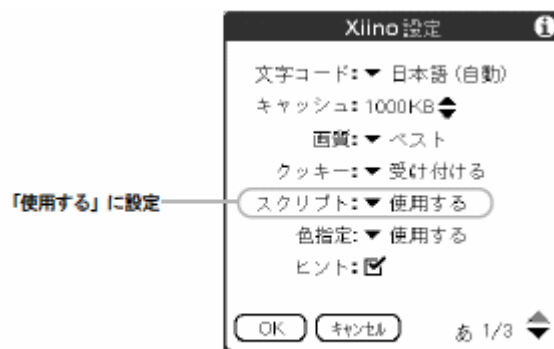 Xiino設定
文字コード:▼ 日本語(自動)
キャッシュ:1000KB
画質:▼ ベスト
クッキー:▼ 受け付ける
「使用する」に設定
スクリプト:▼ 使用する
色指定:▼ 使用する
ヒント:☑
OK キャンセル あ 1/3